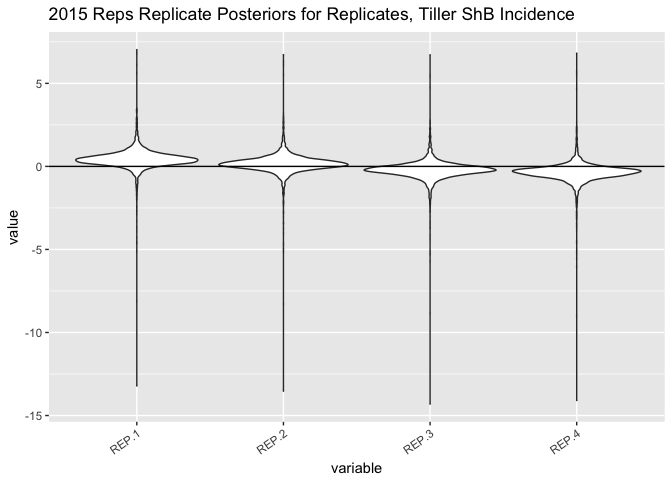 2015 Reps Replicate Posteriors for Replicates, Tiller ShB Incidence
value
5
0
-5
-10
-15
REP.1
REP.2
REP.3
REP.4
variable